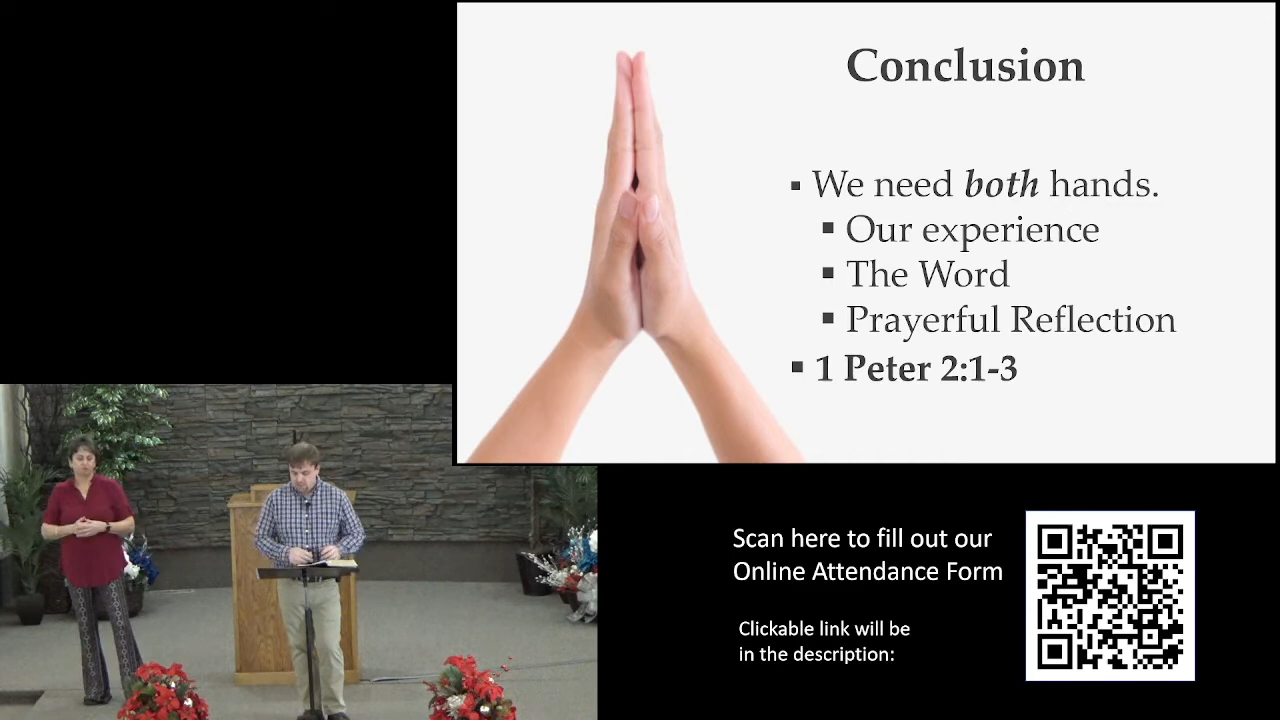 Conclusion
▪ We need both hands.
▪ Our experience
▪ The Word
▪ Prayerful Reflection
▪ 1 Peter 2:1-3
Scan here to fill out our
Online Attendance Form
Clickable link will be
in the description: